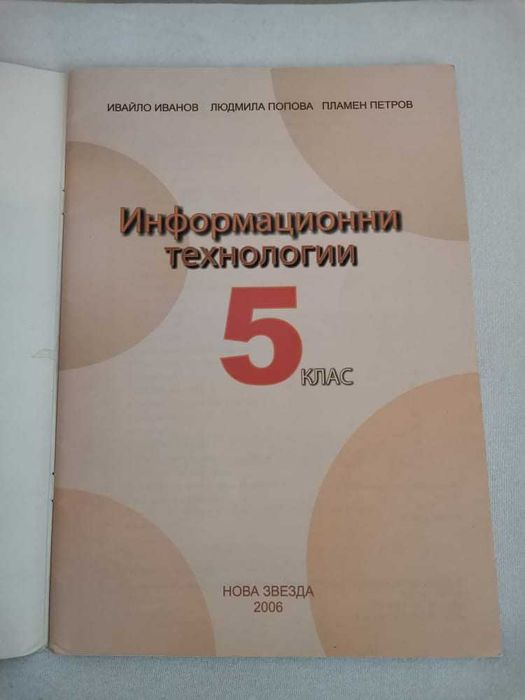 ИВАЙЛО ИВАНОВ ЛЮДМИЛА ПОПОВА ПЛАМЕН ПЕТРОВ
Информационни
технологии
5
КЛАС
НОВА ЗВЕЗДА
2006